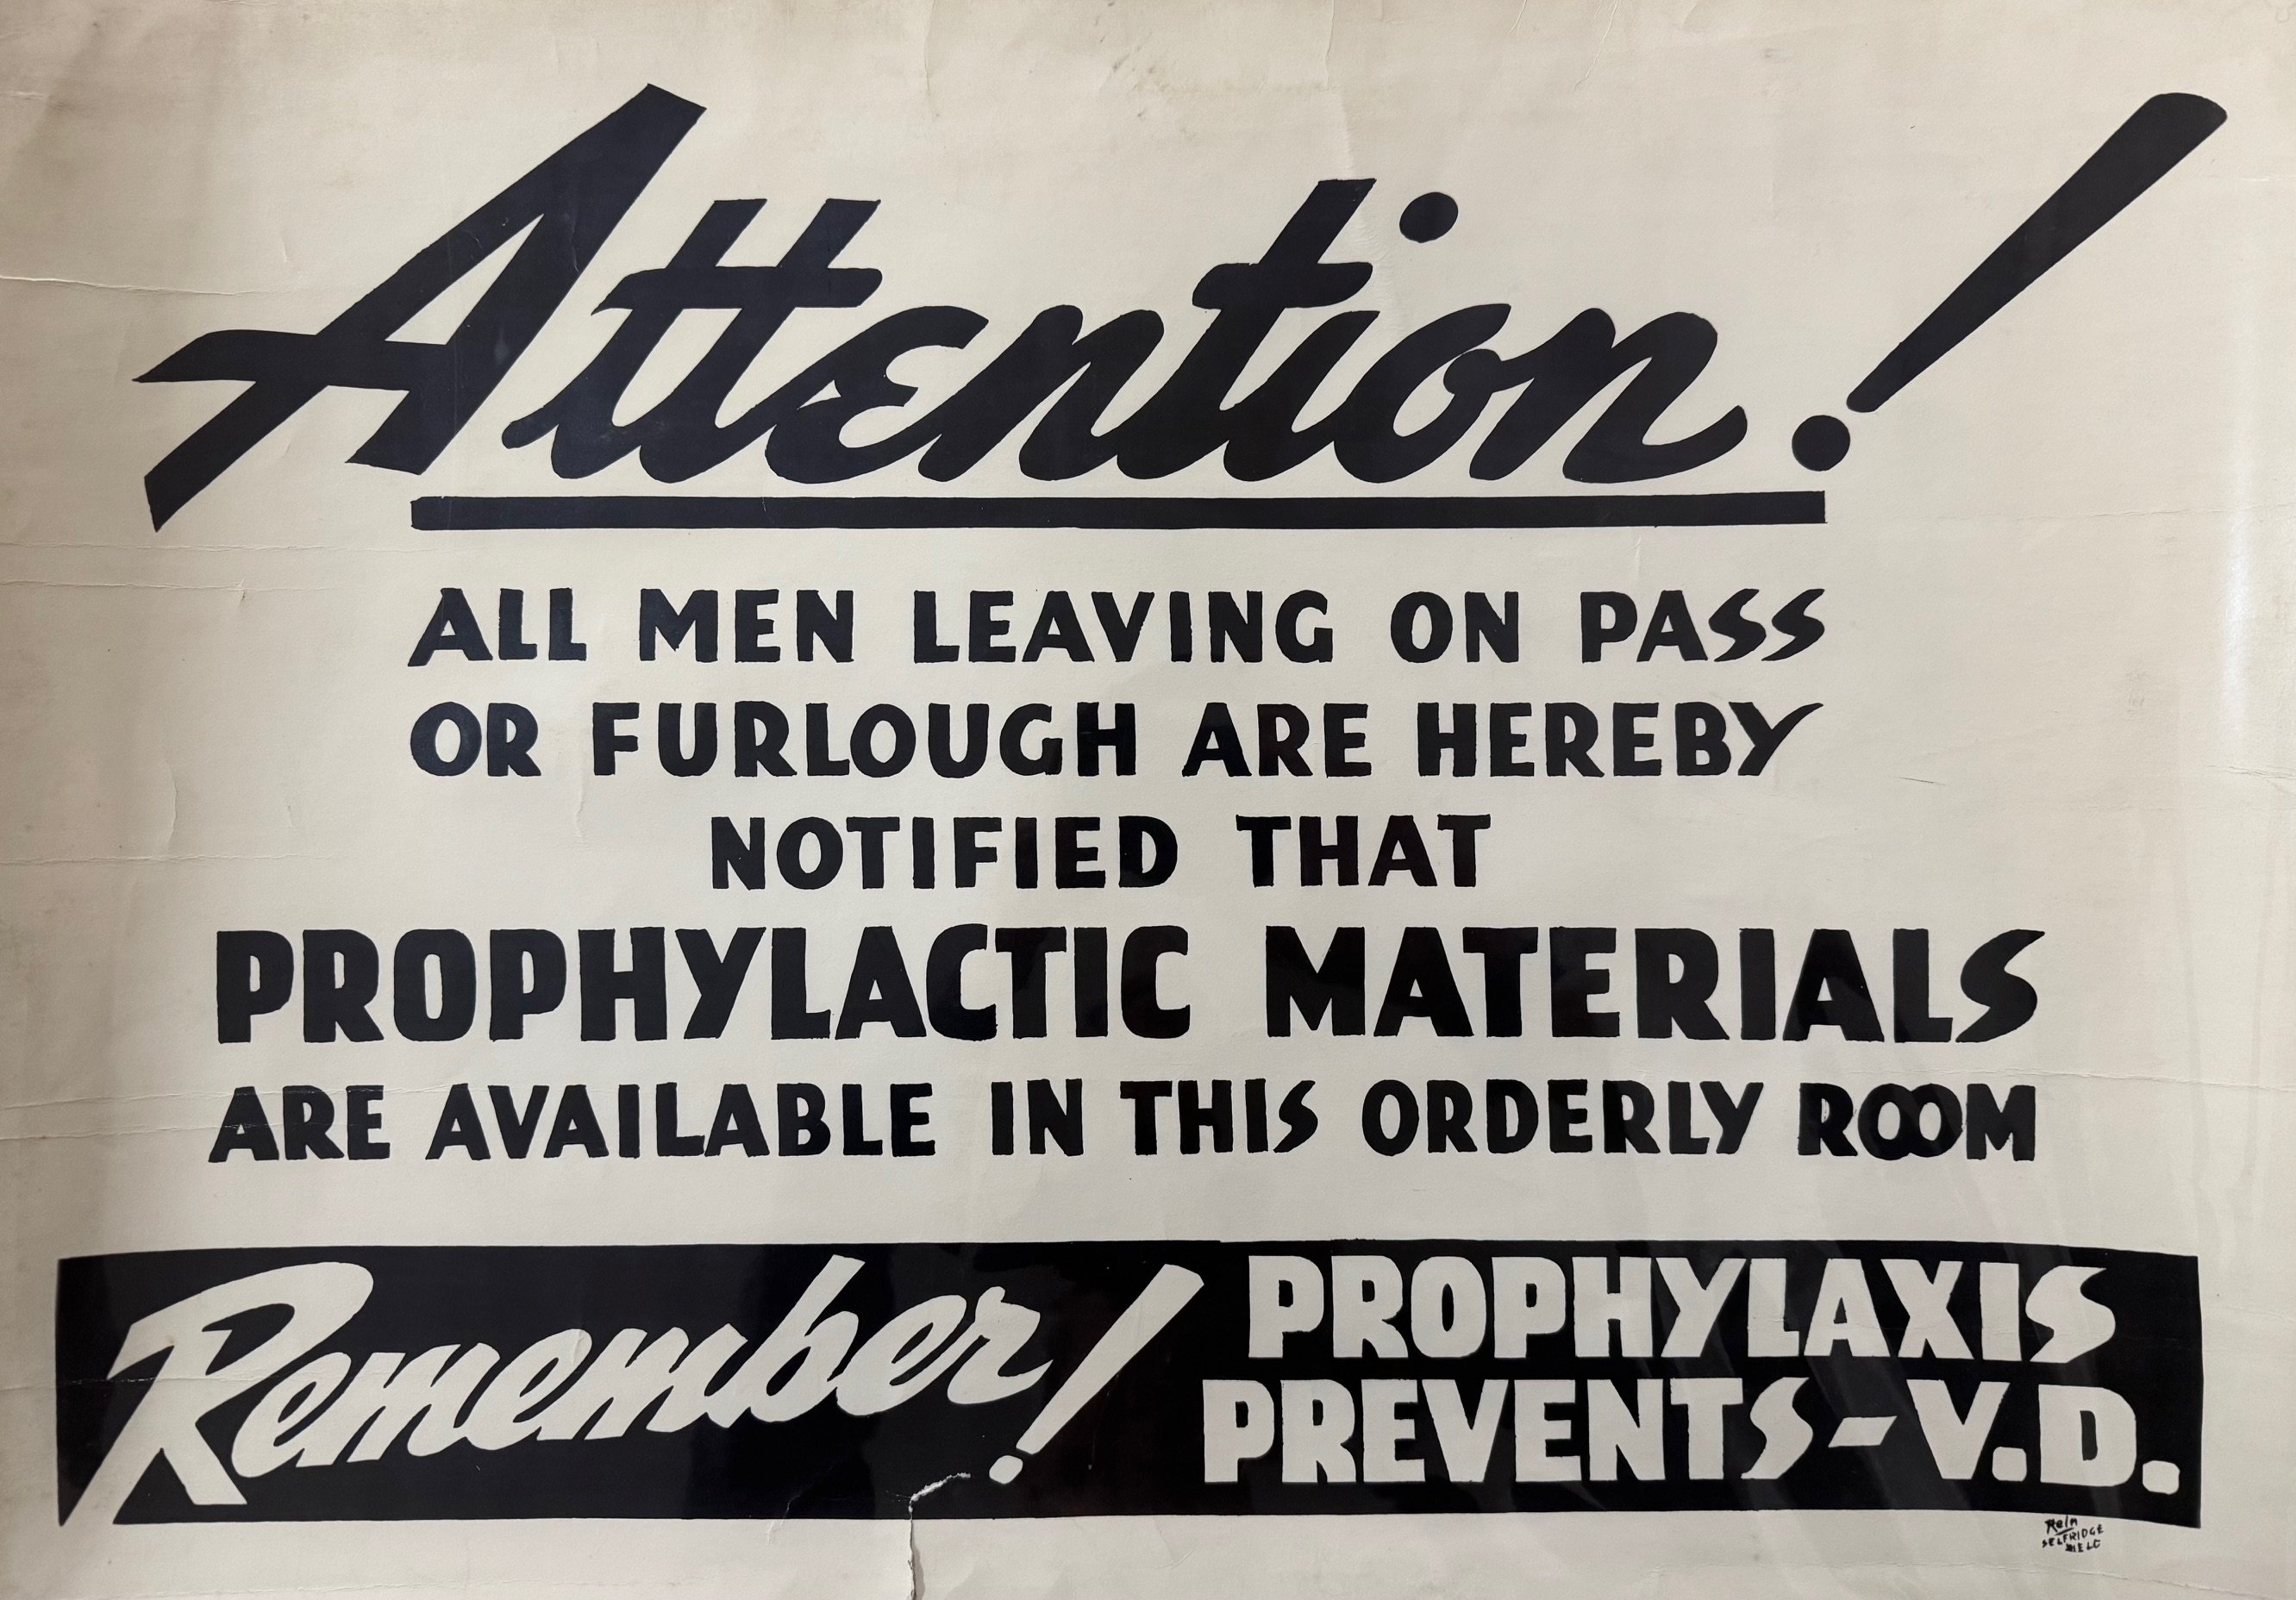 Attention!
ALL MEN LEAVING ON PASS
OR FURLOUGH ARE HEREBY
NOTIFIED THAT
PROPHYLACTIC MATERIALS
ARE AVAILABLE IN THIS ORDERLY ROOM
Remember! PROPHYLAXIS
PREVENTS-V.D.
Rein
SELFRIDGE